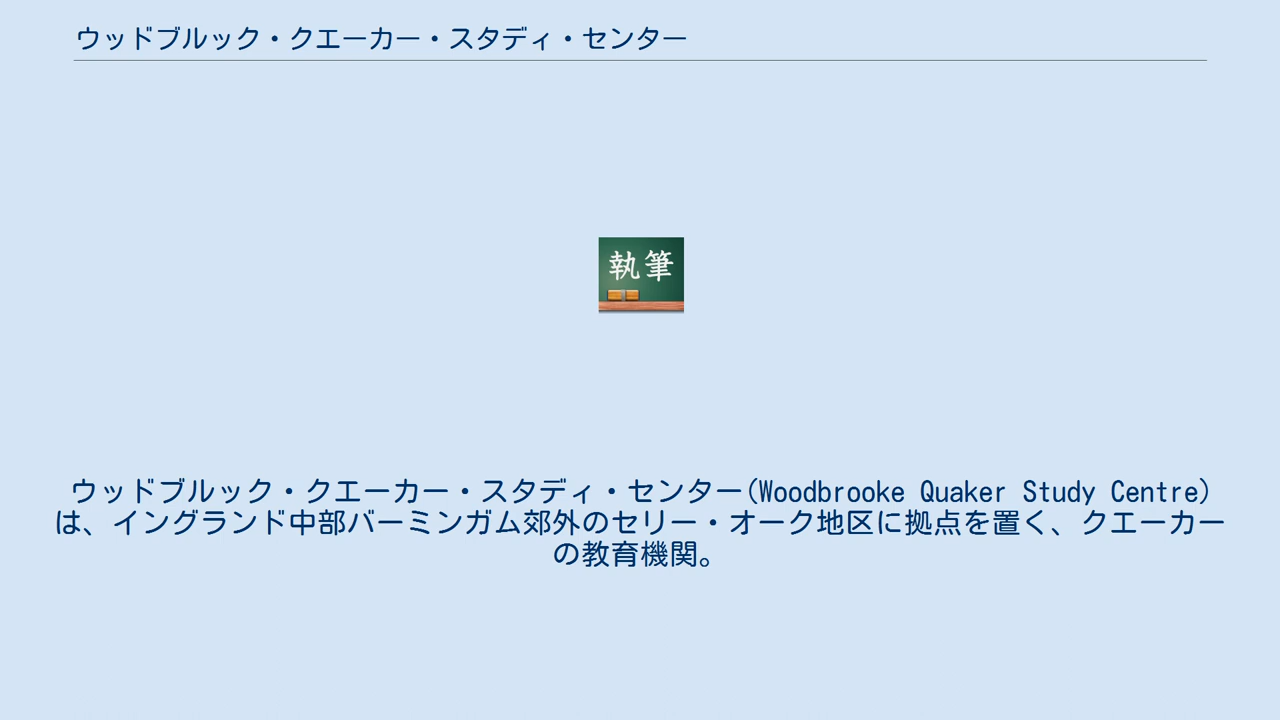 ウッドブルック・クエーカー・スタディ・センター
執筆
ウッドブルック・クエーカー・スタディ・センター(Woodbrooke Quaker Study Centre)
は、イングランド中部バーミンガム郊外のセリー・オーク地区に拠点を置く、クエーカー
の教育機関。